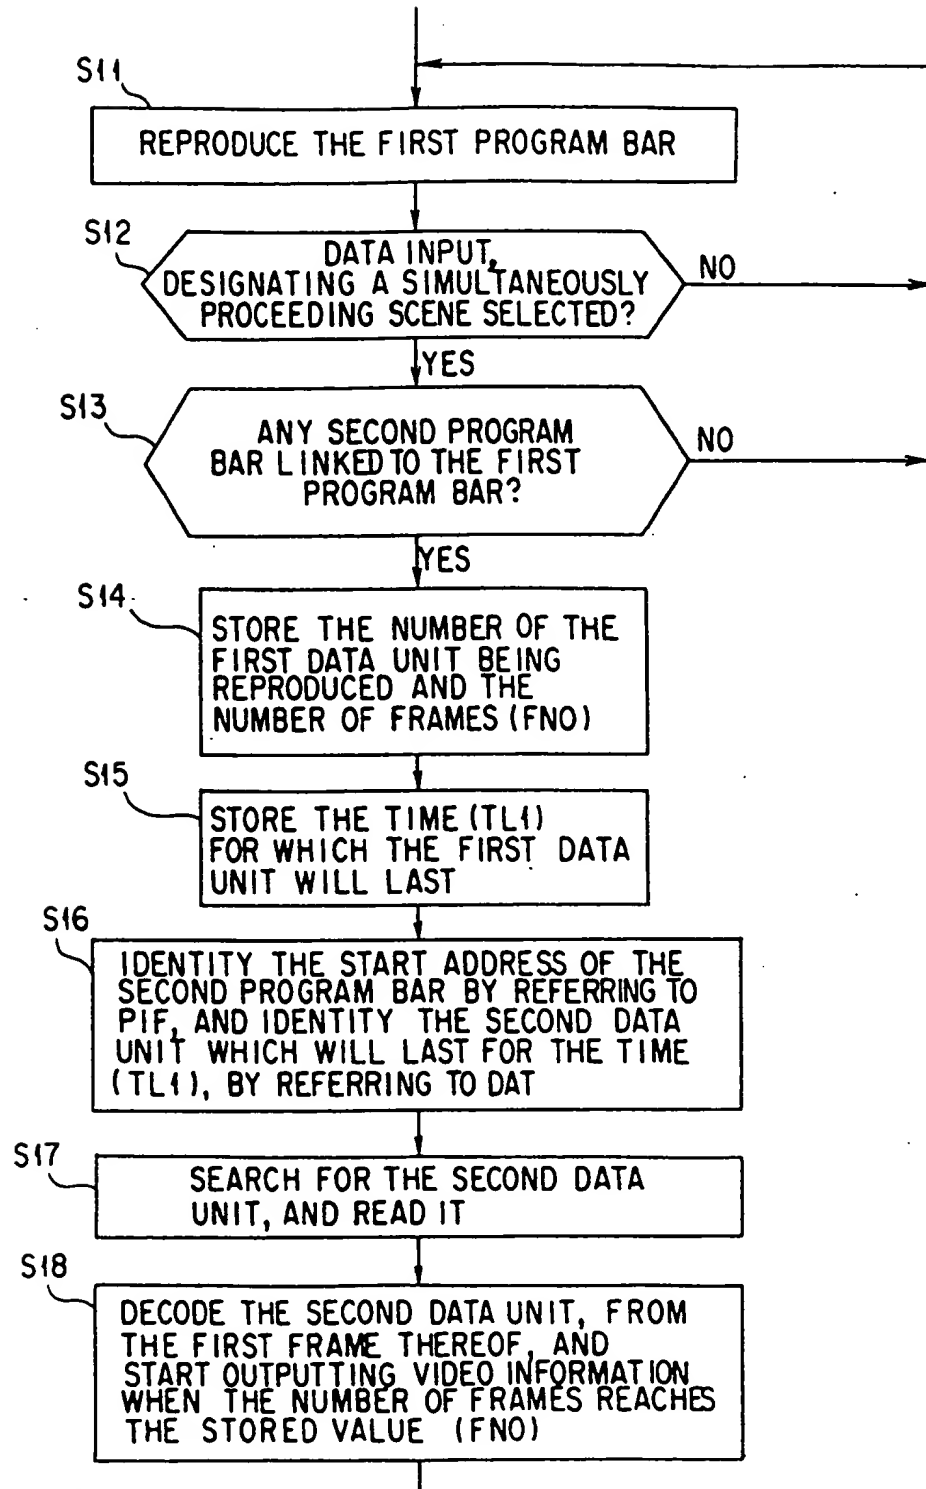 S11
REPRODUCE THE FIRST PROGRAM BAR
S12
DATA INPUT,
DESIGNATING A SIMULTANEOUSLY
PROCEEDING SCENE SELECTED?
NO
YES
S13
ANY SECOND PROGRAM
BAR LINKED TO THE FIRST
PROGRAM BAR?
NO
YES
S14
STORE THE NUMBER OF THE
FIRST DATA UNIT BEING
REPRODUCED AND THE
NUMBER OF FRAMES (FNO)
S15
STORE THE TIME (TL1)
FOR WHICH THE FIRST DATA
UNIT WILL LAST
S16
IDENTITY THE START ADDRESS OF THE
SECOND PROGRAM BAR BY REFERRING TO
PIF, AND IDENTITY THE SECOND DATA
UNIT WHICH WILL LAST FOR THE TIME
(TL1), BY REFERRING TO DAT
S17
SEARCH FOR THE SECOND DATA
UNIT, AND READ IT
S18
DECODE THE SECOND DATA UNIT, FROM
THE FIRST FRAME THEREOF, AND
START OUTPUTTING VIDEO INFORMATION
WHEN THE NUMBER OF FRAMES REACHES
THE STORED VALUE (FNO)